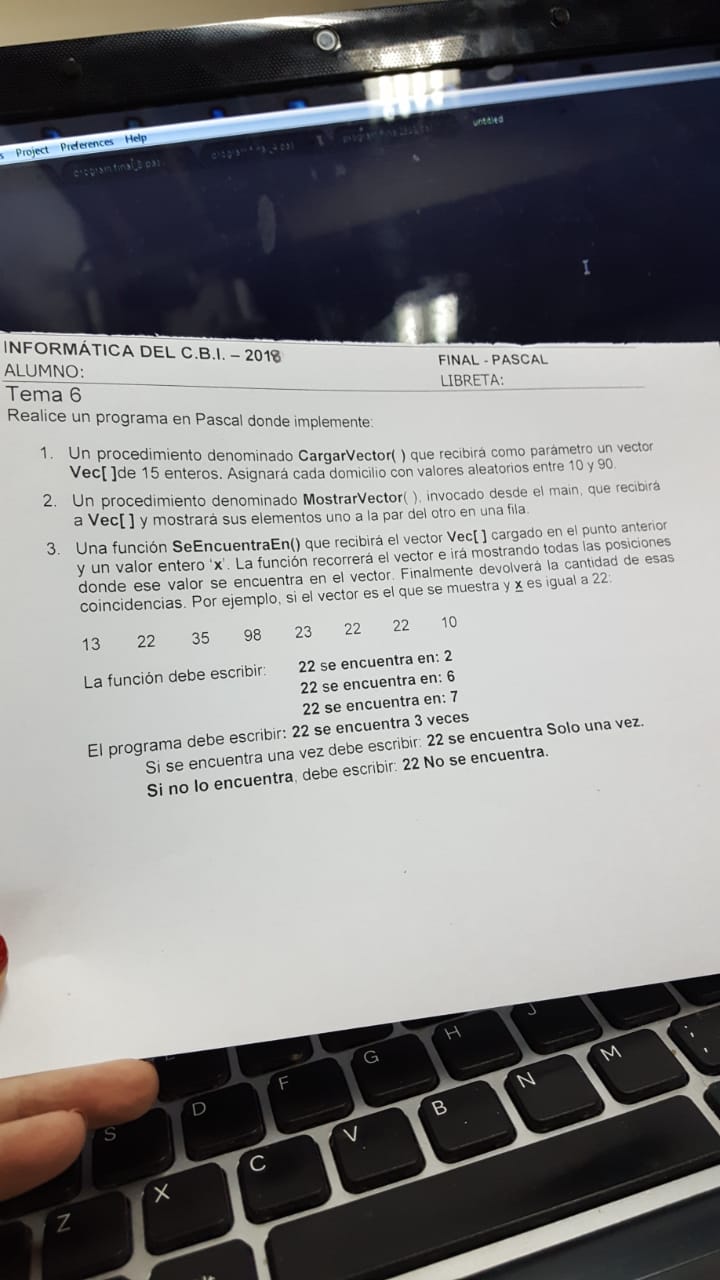 Project Preferences Help
untitled
INFORMÁTICA DEL C.B.I. – 2018
FINAL - PASCAL
ALUMNO:
LIBRETA:
Tema 6
Realice un programa en Pascal donde implemente:
1. Un procedimiento denominado CargarVector( ) que recibirá como parámetro un vector
Vec[ ]de 15 enteros. Asignará cada domicilio con valores aleatorios entre 10 y 90.
2. Un procedimiento denominado MostrarVector( ), invocado desde el main, que recibirá
a Vec[ ] y mostrará sus elementos uno a la par del otro en una fila.
3. Una función SeEncuentraEn() que recibirá el vector Vec[ ] cargado en el punto anterior
y un valor entero ‘x’. La función recorrerá el vector e irá mostrando todas las posiciones
donde ese valor se encuentra en el vector. Finalmente devolverá la cantidad de esas
coincidencias. Por ejemplo, si el vector es el que se muestra y x es igual a 22:
13 22 35 98 23 22 22 10
La función debe escribir: 22 se encuentra en: 2
22 se encuentra en: 6
22 se encuentra en: 7
El programa debe escribir: 22 se encuentra 3 veces
Si se encuentra una vez debe escribir: 22 se encuentra Solo una vez.
Si no lo encuentra, debe escribir: 22 No se encuentra.
G
H
J
D
F
N
M
S
V
B
Z
X
C